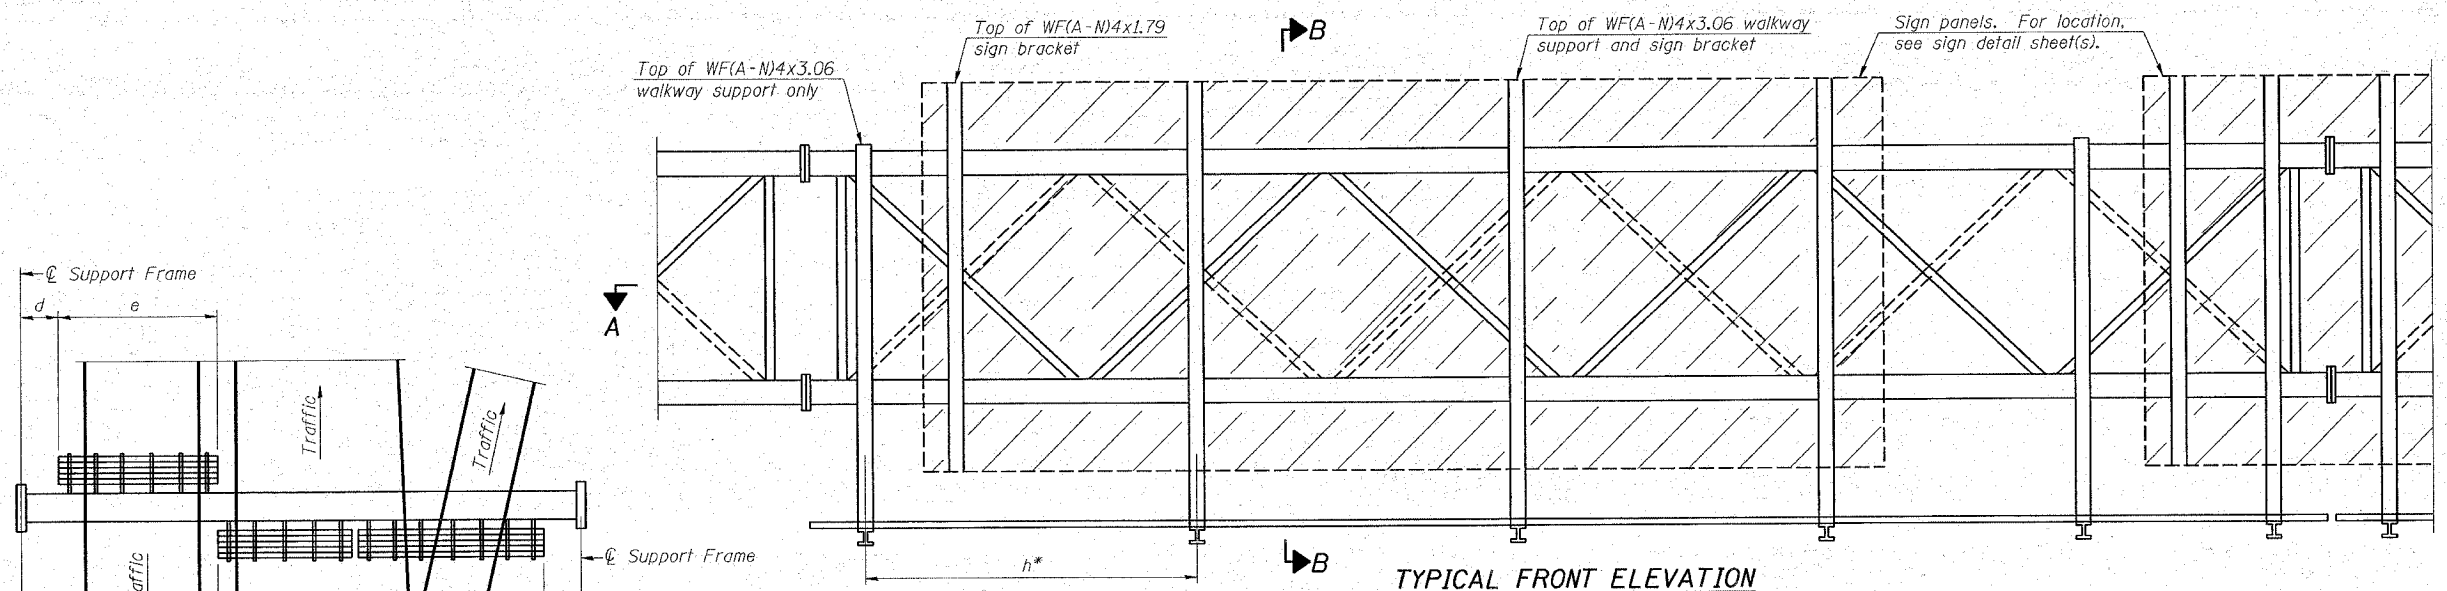 Top of WF(A-N)4x1.79
sign bracket
B
Top of WF(A-N)4x3.06 walkway
support and sign bracket
Sign panels. For location,
see sign detail sheet(s).
Top of WF(A-N)4x3.06
walkway support only
℄ Support Frame
d
e
A
Traffic
Traffic
℄ Support Frame
h*
B
TYPICAL FRONT ELEVATION